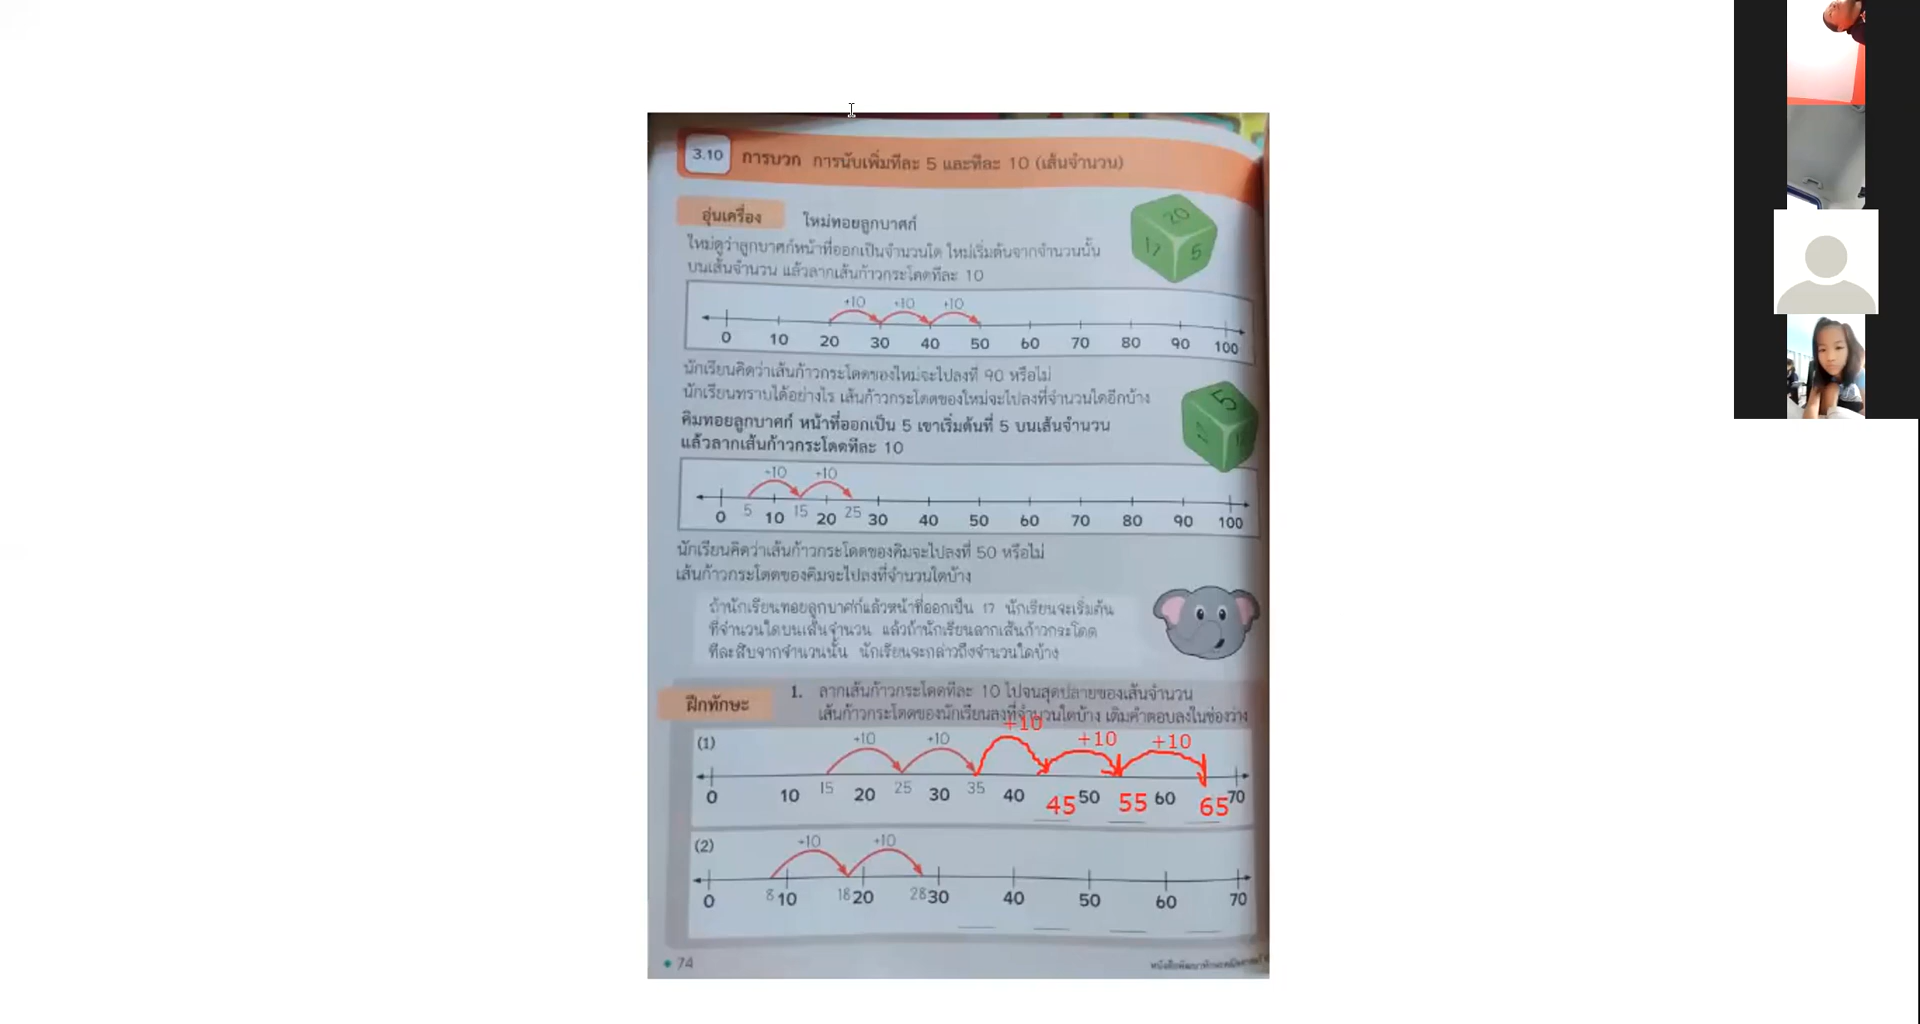 3.10 การบวก การนับเพิ่มทีละ 5 และทีละ 10 (เส้นจำนวน)
อุ่นเครื่อง ใหม่ทอยลูกบาศก์
20
17 5
ใหม่ดูว่าลูกบาศก์หน้าที่ออกเป็นจำนวนใด ใหม่เริ่มต้นจากจำนวนนั้น
บนเส้นจำนวน แล้วลากเส้นก้าวกระโดดทีละ 10
+10 +10 +10
0 10 20 30 40 50 60 70 80 90 100
นักเรียนคิดว่าเส้นก้าวกระโดดของใหม่จะไปลงที่ 90 หรือไม่
นักเรียนทราบได้อย่างไร เส้นก้าวกระโดดของใหม่จะไปลงที่จำนวนใดอีกบ้าง
5
คิมทอยลูกบาศก์ หน้าที่ออกเป็น 5 เขาเริ่มต้นที่ 5 บนเส้นจำนวน
แล้วลากเส้นก้าวกระโดดทีละ 10
+10 +10
0 5 10 15 20 25 30 40 50 60 70 80 90 100
นักเรียนคิดว่าเส้นก้าวกระโดดของคิมจะไปลงที่ 50 หรือไม่
เส้นก้าวกระโดดของคิมจะไปลงที่จำนวนใดบ้าง
ถ้านักเรียนทอยลูกบาศก์แล้วหน้าที่ออกเป็น 17 นักเรียนจะเริ่มต้น
ที่จำนวนใดบนเส้นจำนวน แล้วถ้านักเรียนลากเส้นก้าวกระโดด
ทีละสิบจากจำนวนนั้น นักเรียนจะกล่าวถึงจำนวนใดบ้าง
ฝึกทักษะ 1. ลากเส้นก้าวกระโดดทีละ 10 ไปจนสุดปลายของเส้นจำนวน
เส้นก้าวกระโดดของนักเรียนลงที่จำนวนใดบ้าง เติมคำตอบลงในช่องว่าง
(1) +10 +10 +10 +10 +10
0 10 15 20 25 30 35 40 45 50 55 60 65 70
(2) +10 +10
0 8 10 18 20 28 30 40 50 60 70
74